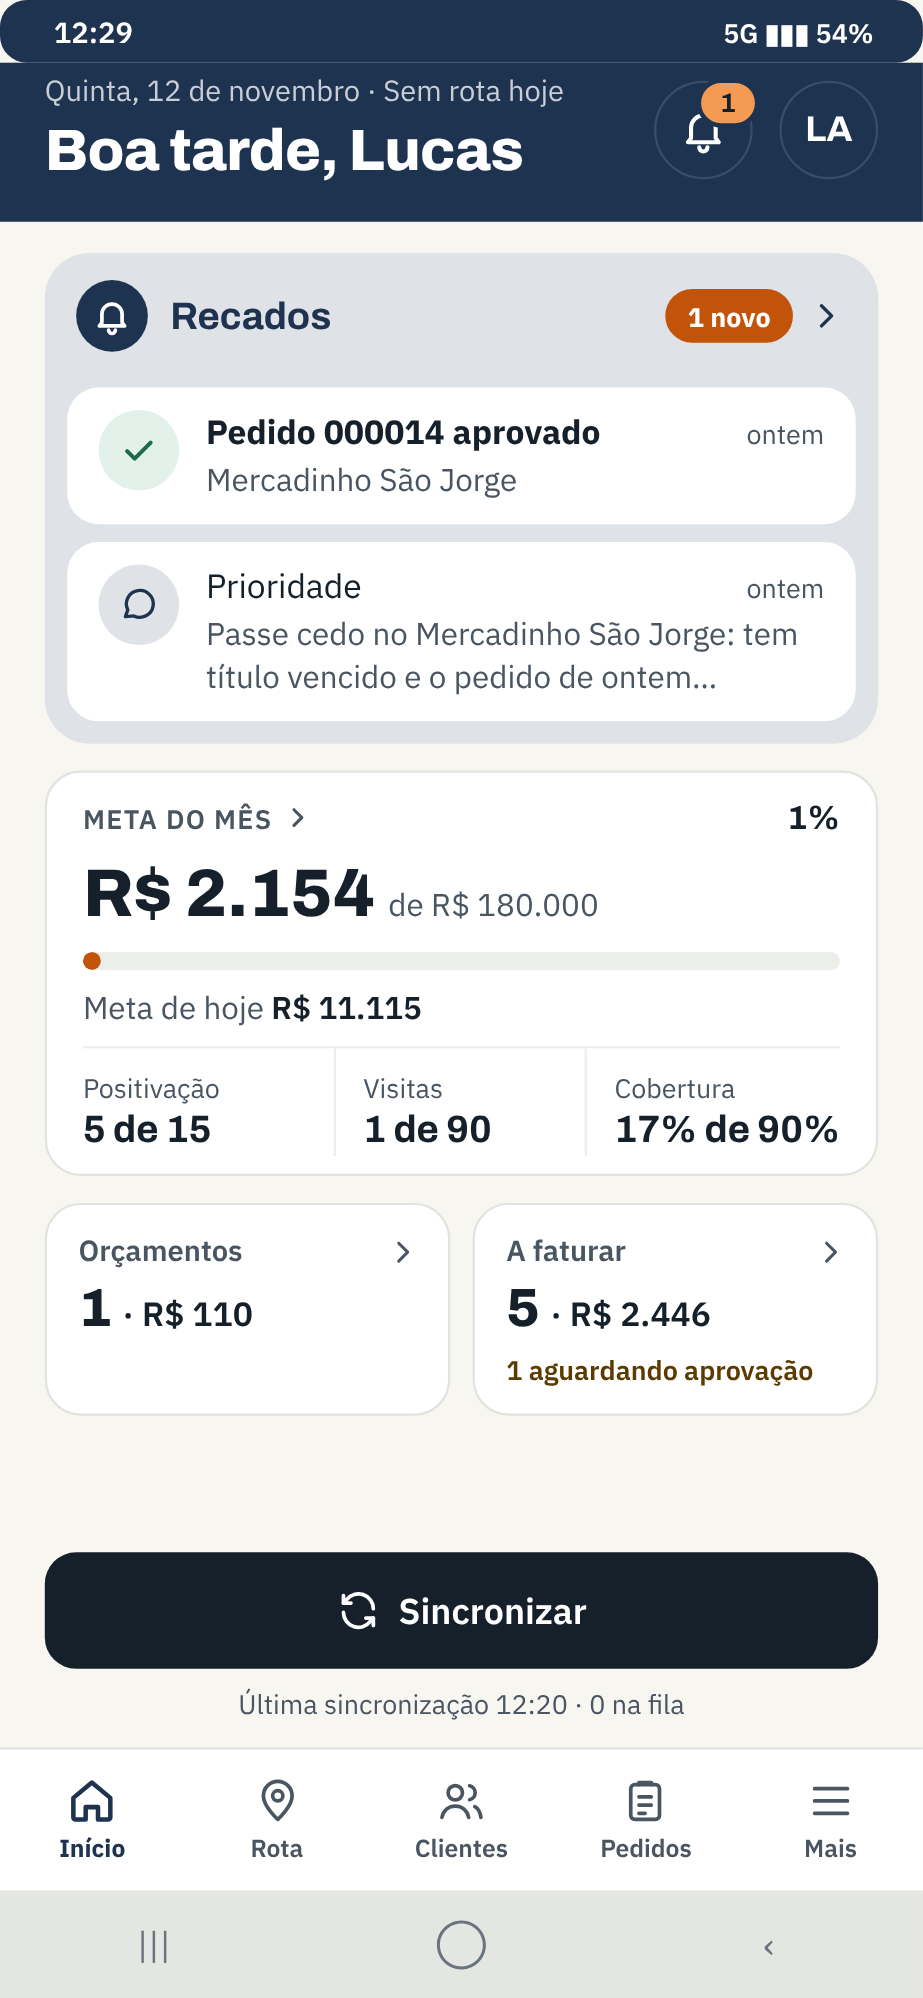 12:29
5G 54%
Quinta, 12 de novembro · Sem rota hoje
Boa tarde, Lucas
1
LA
Recados
1 novo
Pedido 000014 aprovado
ontem
Mercadinho São Jorge
Prioridade
ontem
Passe cedo no Mercadinho São Jorge: tem
título vencido e o pedido de ontem...
META DO MÊS
1%
R$ 2.154 de R$ 180.000
Meta de hoje R$ 11.115
Positivação
5 de 15
Visitas
1 de 90
Cobertura
17% de 90%
Orçamentos
1 · R$ 110
A faturar
5 · R$ 2.446
1 aguardando aprovação
Sincronizar
Última sincronização 12:20 · 0 na fila
Início
Rota
Clientes
Pedidos
Mais